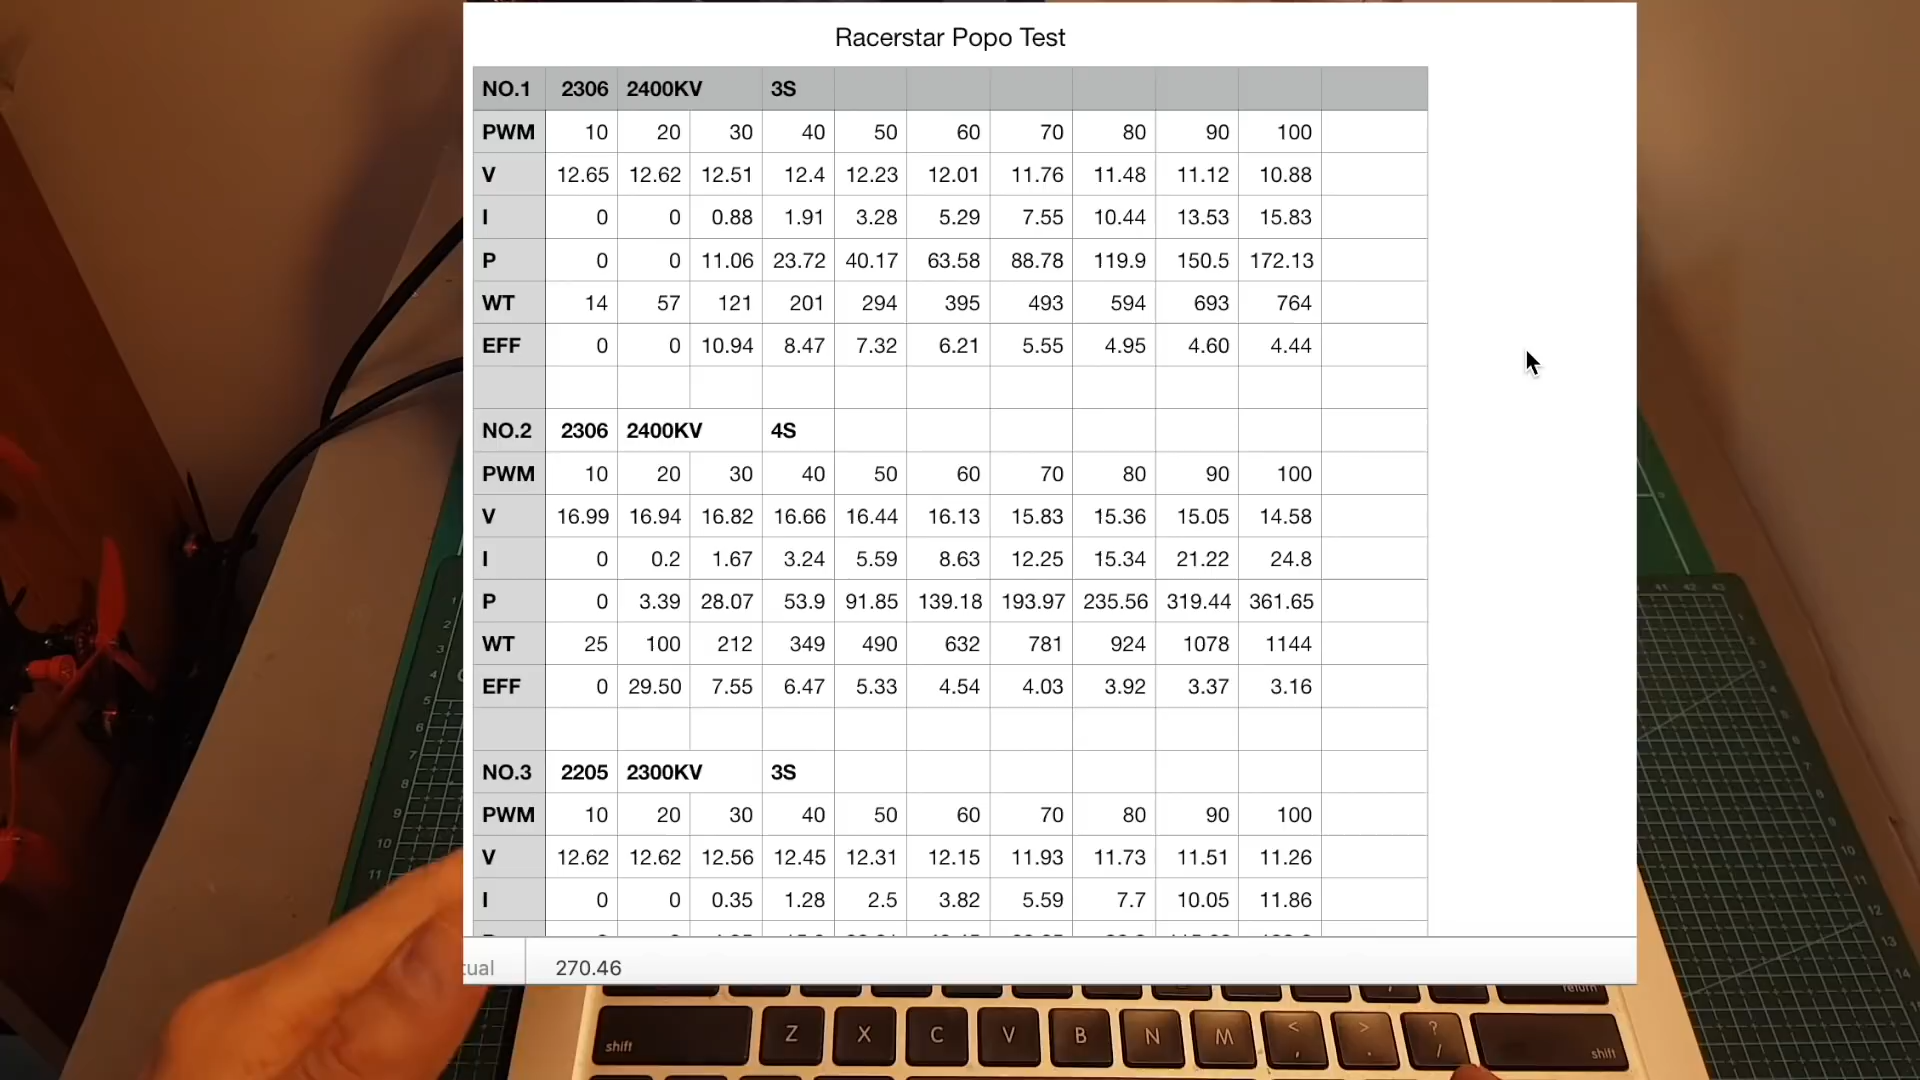 Racerstar Popo Test
NO.1 2306 2400KV 3S
PWM 10 20 30 40 50 60 70 80 90 100
V 12.65 12.62 12.51 12.4 12.23 12.01 11.76 11.48 11.12 10.88
I 0 0 0.88 1.91 3.28 5.29 7.55 10.44 13.53 15.83
P 0 0 11.06 23.72 40.17 63.58 88.78 119.9 150.5 172.13
WT 14 57 121 201 294 395 493 594 693 764
EFF 0 0 10.94 8.47 7.32 6.21 5.55 4.95 4.60 4.44
NO.2 2306 2400KV 4S
PWM 10 20 30 40 50 60 70 80 90 100
V 16.99 16.94 16.82 16.66 16.44 16.13 15.83 15.36 15.05 14.58
I 0 0.2 1.67 3.24 5.59 8.63 12.25 15.34 21.22 24.8
P 0 3.39 28.07 53.9 91.85 139.18 193.97 235.56 319.44 361.65
WT 25 100 212 349 490 632 781 924 1078 1144
EFF 0 29.50 7.55 6.47 5.33 4.54 4.03 3.92 3.37 3.16
NO.3 2205 2300KV 3S
PWM 10 20 30 40 50 60 70 80 90 100
V 12.62 12.62 12.56 12.45 12.31 12.15 11.93 11.73 11.51 11.26
I 0 0 0.35 1.28 2.5 3.82 5.59 7.7 10.05 11.86
tual 270.46
return
shift Z X C V B N M < , > . ? / shift